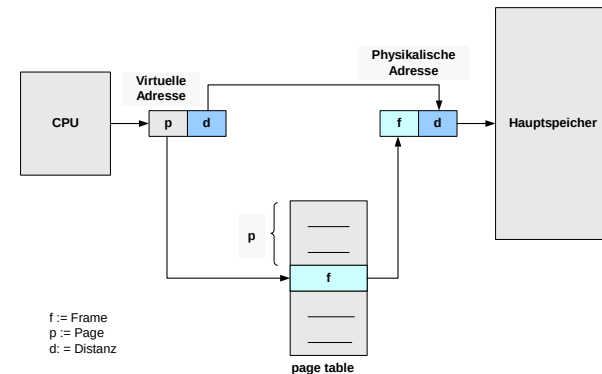 Physikalische
Adresse
Virtuelle
Adresse
CPU
p d
f d
Hauptspeicher
p
f
f := Frame
p := Page
d: = Distanz
page table